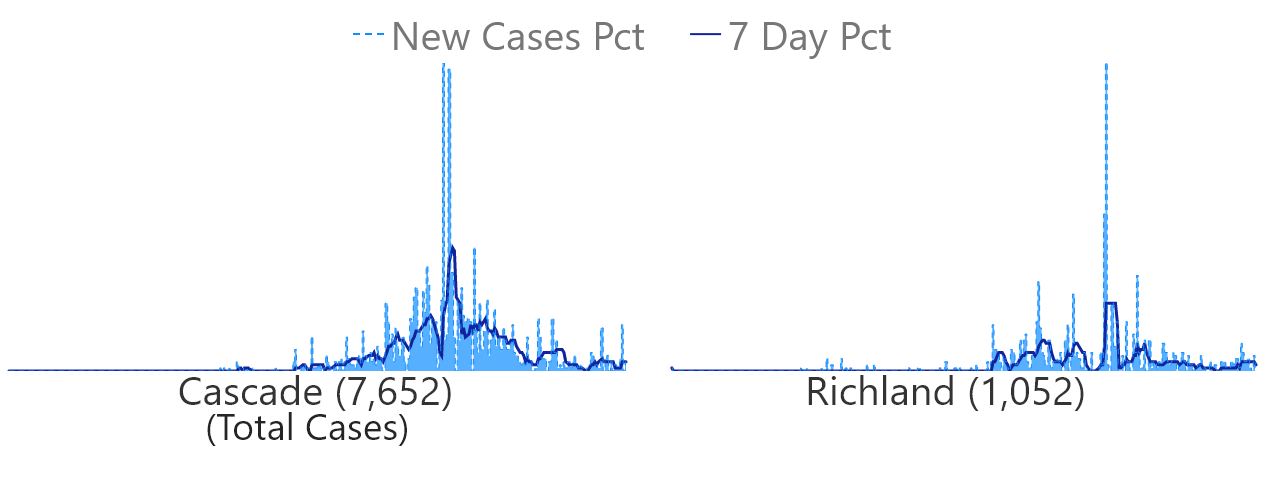 New Cases Pct 7 Day Pct
Cascade (7,652) Richland (1,052)
(Total Cases)